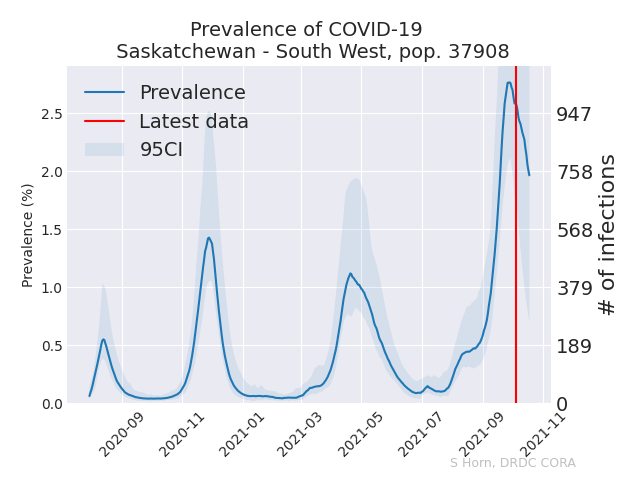 Prevalence of COVID-19
Saskatchewan - South West, pop. 37908
Prevalence
Latest data
95CI
Prevalence (%)
2.5
2.0
1.5
1.0
0.5
0.0
947
758
568
379
189
0
# of infections
2020-09
2020-11
2021-01
2021-03
2021-05
2021-07
2021-09
2021-11
S Horn, DRDC CORA